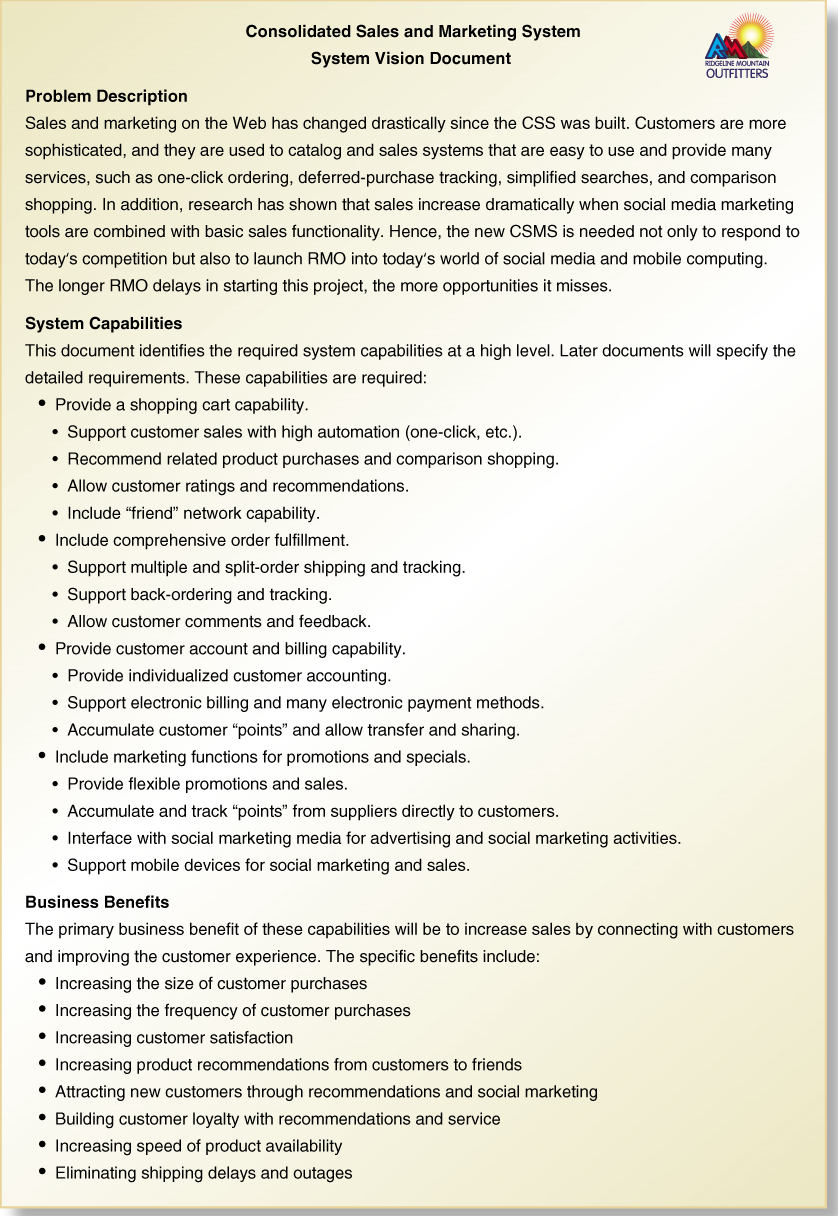 Consolidated Sales and Marketing System
System Vision Document
RIDGELINE MOUNTAIN
OUTFITTERS
Problem Description
Sales and marketing on the Web has changed drastically since the CSS was built. Customers are more
sophisticated, and they are used to catalog and sales systems that are easy to use and provide many
services, such as one-click ordering, deferred-purchase tracking, simplified searches, and comparison
shopping. In addition, research has shown that sales increase dramatically when social media marketing
tools are combined with basic sales functionality. Hence, the new CSMS is needed not only to respond to
today's competition but also to launch RMO into today's world of social media and mobile computing.
The longer RMO delays in starting this project, the more opportunities it misses.
System Capabilities
This document identifies the required system capabilities at a high level. Later documents will specify the
detailed requirements. These capabilities are required:
• Provide a shopping cart capability.
• Support customer sales with high automation (one-click, etc.).
• Recommend related product purchases and comparison shopping.
• Allow customer ratings and recommendations.
• Include “friend” network capability.
• Include comprehensive order fulfillment.
• Support multiple and split-order shipping and tracking.
• Support back-ordering and tracking.
• Allow customer comments and feedback.
• Provide customer account and billing capability.
• Provide individualized customer accounting.
• Support electronic billing and many electronic payment methods.
• Accumulate customer “points” and allow transfer and sharing.
• Include marketing functions for promotions and specials.
• Provide flexible promotions and sales.
• Accumulate and track “points” from suppliers directly to customers.
• Interface with social marketing media for advertising and social marketing activities.
• Support mobile devices for social marketing and sales.
Business Benefits
The primary business benefit of these capabilities will be to increase sales by connecting with customers
and improving the customer experience. The specific benefits include:
• Increasing the size of customer purchases
• Increasing the frequency of customer purchases
• Increasing customer satisfaction
• Increasing product recommendations from customers to friends
• Attracting new customers through recommendations and social marketing
• Building customer loyalty with recommendations and service
• Increasing speed of product availability
• Eliminating shipping delays and outages